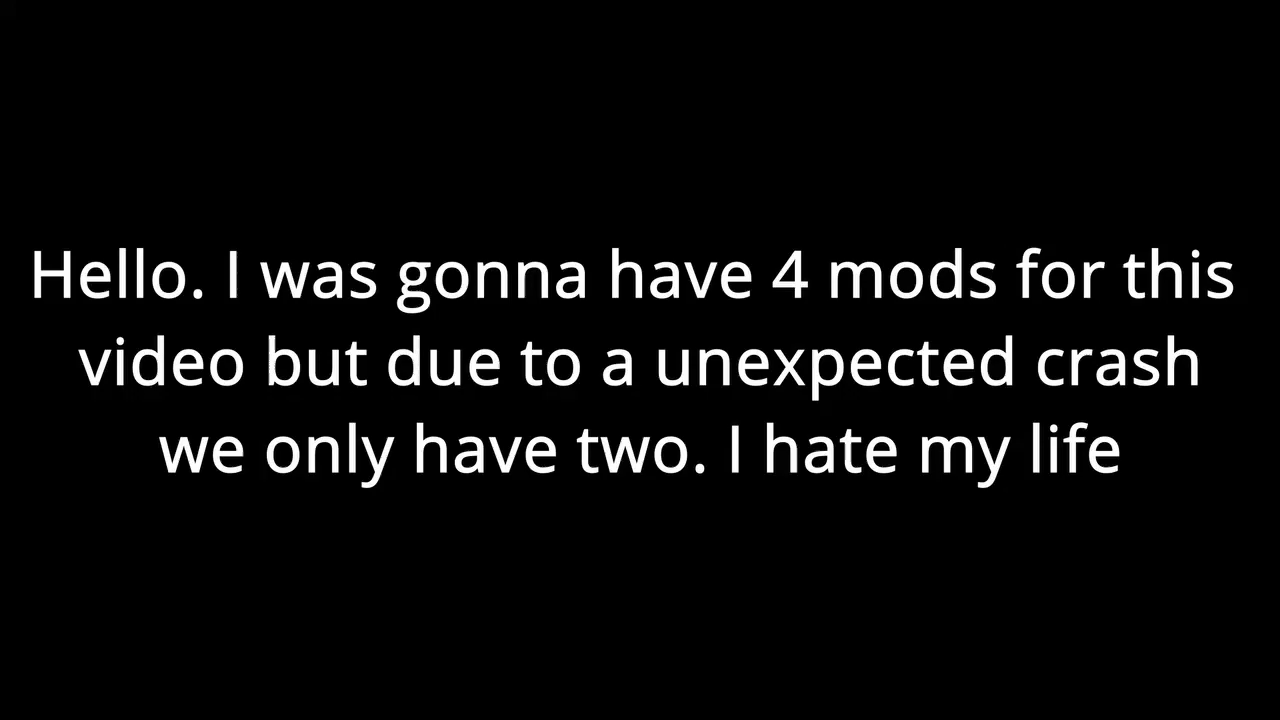 Hello. I was gonna have 4 mods for this
video but due to a unexpected crash
we only have two. I hate my life